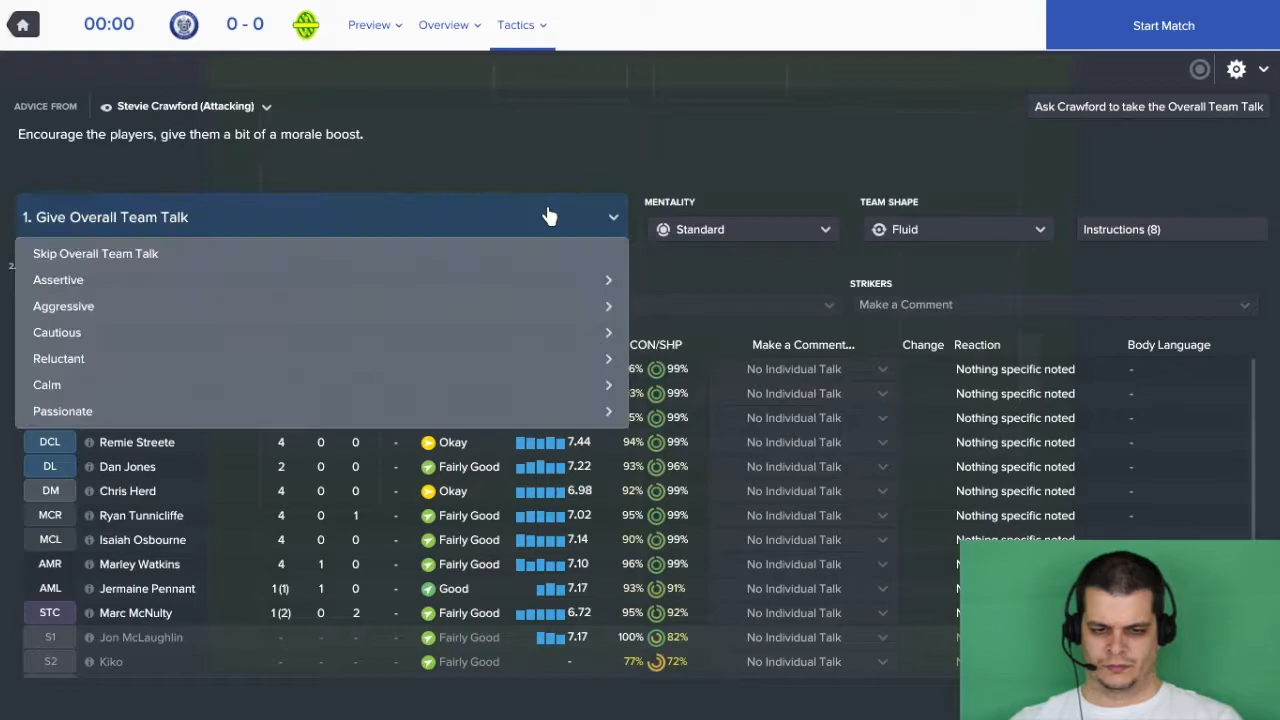 00:00 0 - 0 Preview Overview Tactics Start Match
ADVICE FROM Stevie Crawford (Attacking) Ask Crawford to take the Overall Team Talk
Encourage the players, give them a bit of a morale boost.
MENTALITY TEAM SHAPE
1. Give Overall Team Talk Standard Fluid Instructions (8)
Skip Overall Team Talk
2.
Assertive STRIKERS
Aggressive Make a Comment
Cautious CON/SHP Make a Comment... Change Reaction Body Language
Reluctant 6% 99% No Individual Talk Nothing specific noted -
Calm 3% 99% No Individual Talk Nothing specific noted -
Passionate 5% 99% No Individual Talk Nothing specific noted -
DCL Remie Streete 4 0 0 - Okay 7.44 94% 99% No Individual Talk Nothing specific noted -
DL Dan Jones 2 0 0 - Fairly Good 7.22 93% 96% No Individual Talk Nothing specific noted -
DM Chris Herd 4 0 0 - Okay 6.98 92% 99% No Individual Talk Nothing specific noted -
MCR Ryan Tunnicliffe 4 0 1 - Fairly Good 7.02 95% 99% No Individual Talk Nothing specific noted -
MCL Isaiah Osbourne 4 0 0 - Fairly Good 7.14 90% 99% No Individual Talk Nothing specific noted -
AMR Marley Watkins 4 1 0 - Fairly Good 7.10 96% 99% No Individual Talk
AML Jermaine Pennant 1(1) 1 0 - Good 7.17 93% 91% No Individual Talk
STC Marc McNulty 1(2) 0 2 - Fairly Good 6.72 95% 92% No Individual Talk
S1 Jon McLaughlin - - - - Fairly Good 7.17 100% 82% No Individual Talk
S2 Kiko - - - - Fairly Good - 77% 72% No Individual Talk